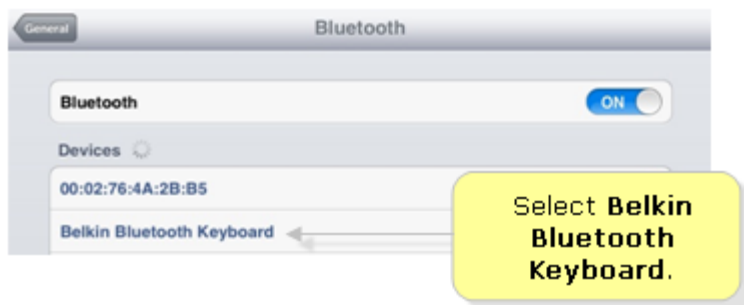 General
Bluetooth
Bluetooth
ON
Devices
00:02:76:4A:2B:B5
Belkin Bluetooth Keyboard
Select Belkin
Bluetooth
Keyboard.